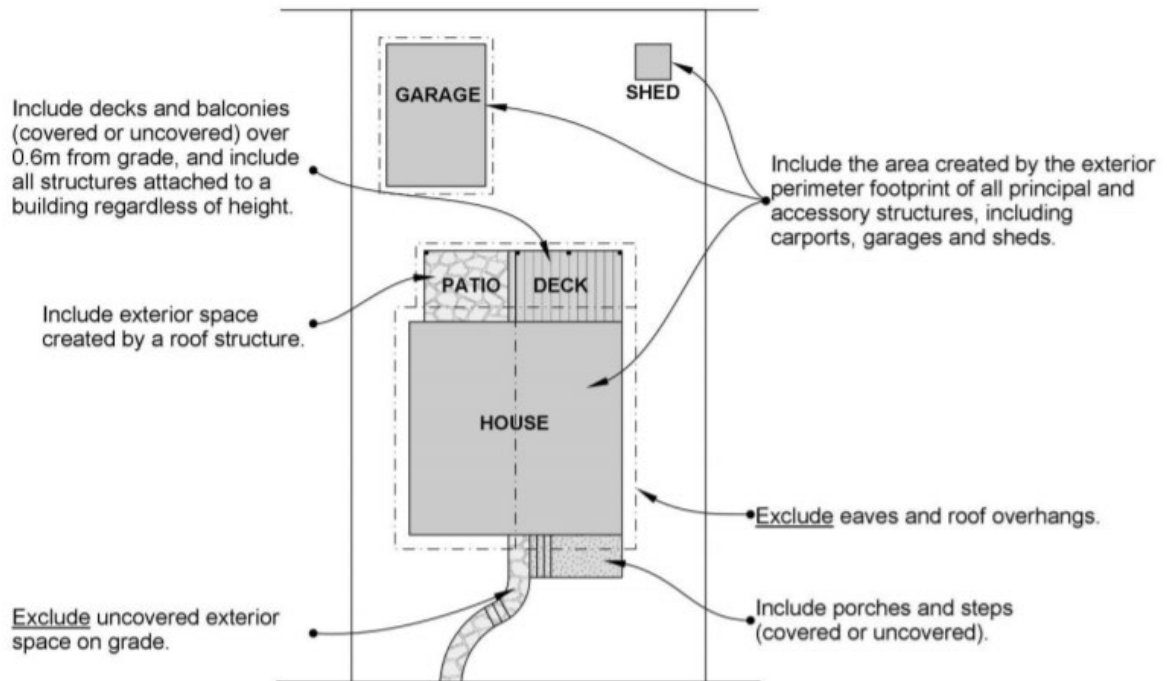 GARAGE
SHED
Include decks and balconies
(covered or uncovered) over
0.6m from grade, and include
all structures attached to a
building regardless of height.
Include the area created by the exterior
perimeter footprint of all principal and
accessory structures, including
carports, garages and sheds.
PATIO
DECK
Include exterior space
created by a roof structure.
HOUSE
Exclude eaves and roof overhangs.
Exclude uncovered exterior
space on grade.
Include porches and steps
(covered or uncovered).